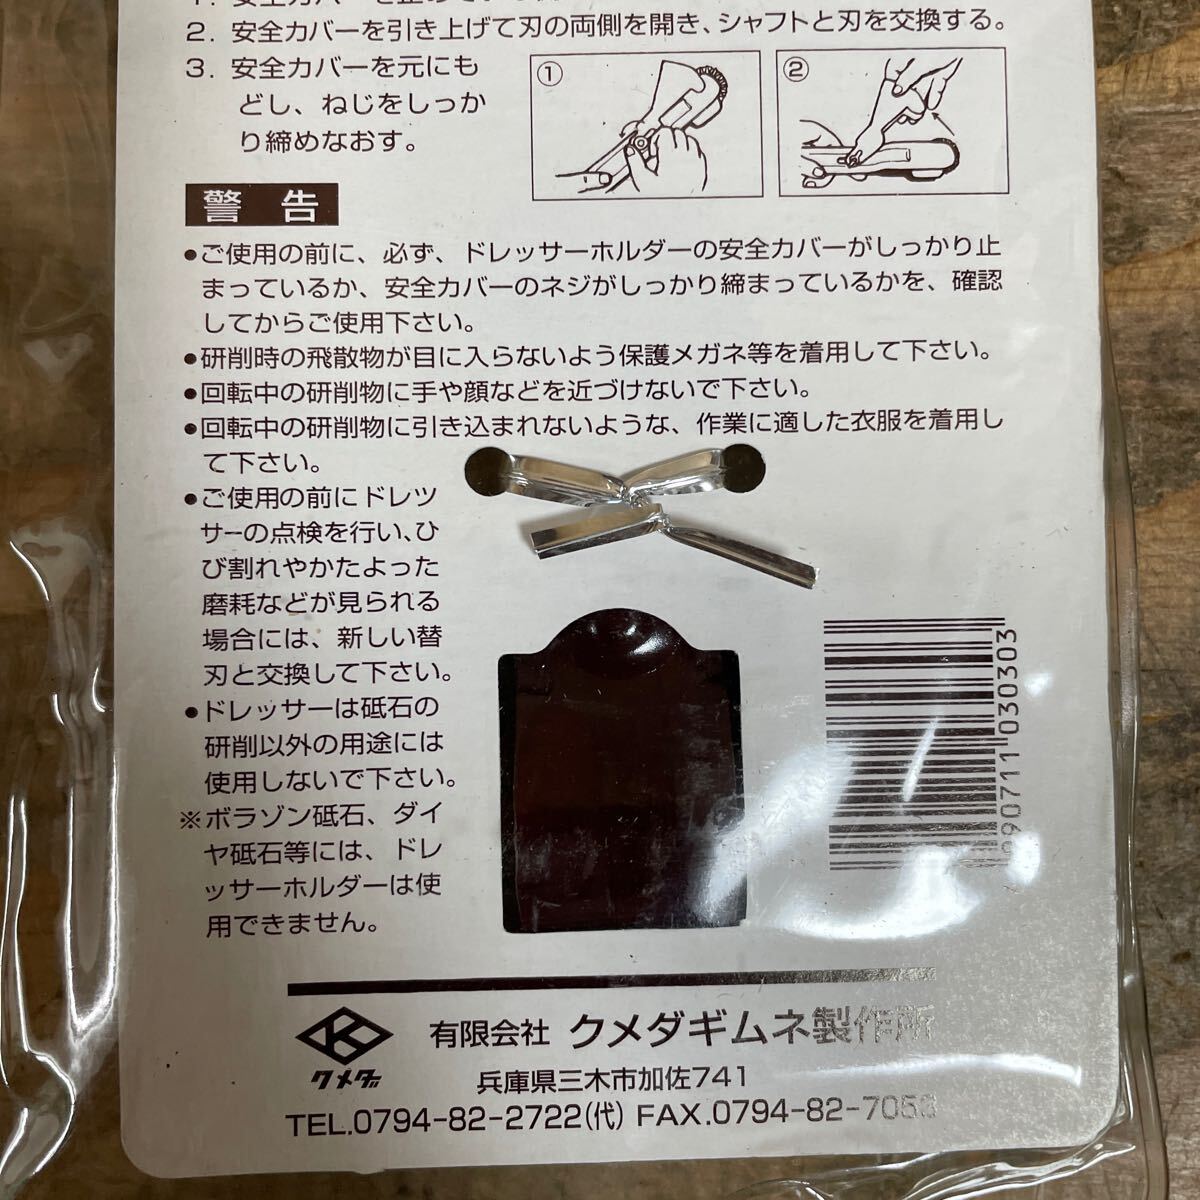 2. 安全カバーを引き上げて刃の両側を開き、シャフトと刃を交換する。
3. 安全カバーを元にも
どし、ねじをしっか
り締めなおす。
①
②
警告
●ご使用の前に、必ず、ドレッサーホルダーの安全カバーがしっかり止
まっているか、安全カバーのネジがしっかり締まっているかを、確認
してからご使用下さい。
●研削時の飛散物が目に入らないよう保護メガネ等を着用して下さい。
●回転中の研削物に手や顔などを近づけないで下さい。
●回転中の研削物に引き込まれないような、作業に適した衣服を着用し
て下さい。
●ご使用の前にドレッ
サーの点検を行い、ひ
び割れやかたよった
磨耗などが見られる
場合には、新しい替
刃と交換して下さい。
●ドレッサーは砥石の
研削以外の用途には
使用しないで下さい。
※ボラゾン砥石、ダイ
ヤ砥石等には、ドレ
ッサーホルダーは使
用できません。
711 030303
クメダ
有限会社 クメダギムネ製作所
兵庫県三木市加佐741
TEL.0794-82-2722(代) FAX.0794-82-